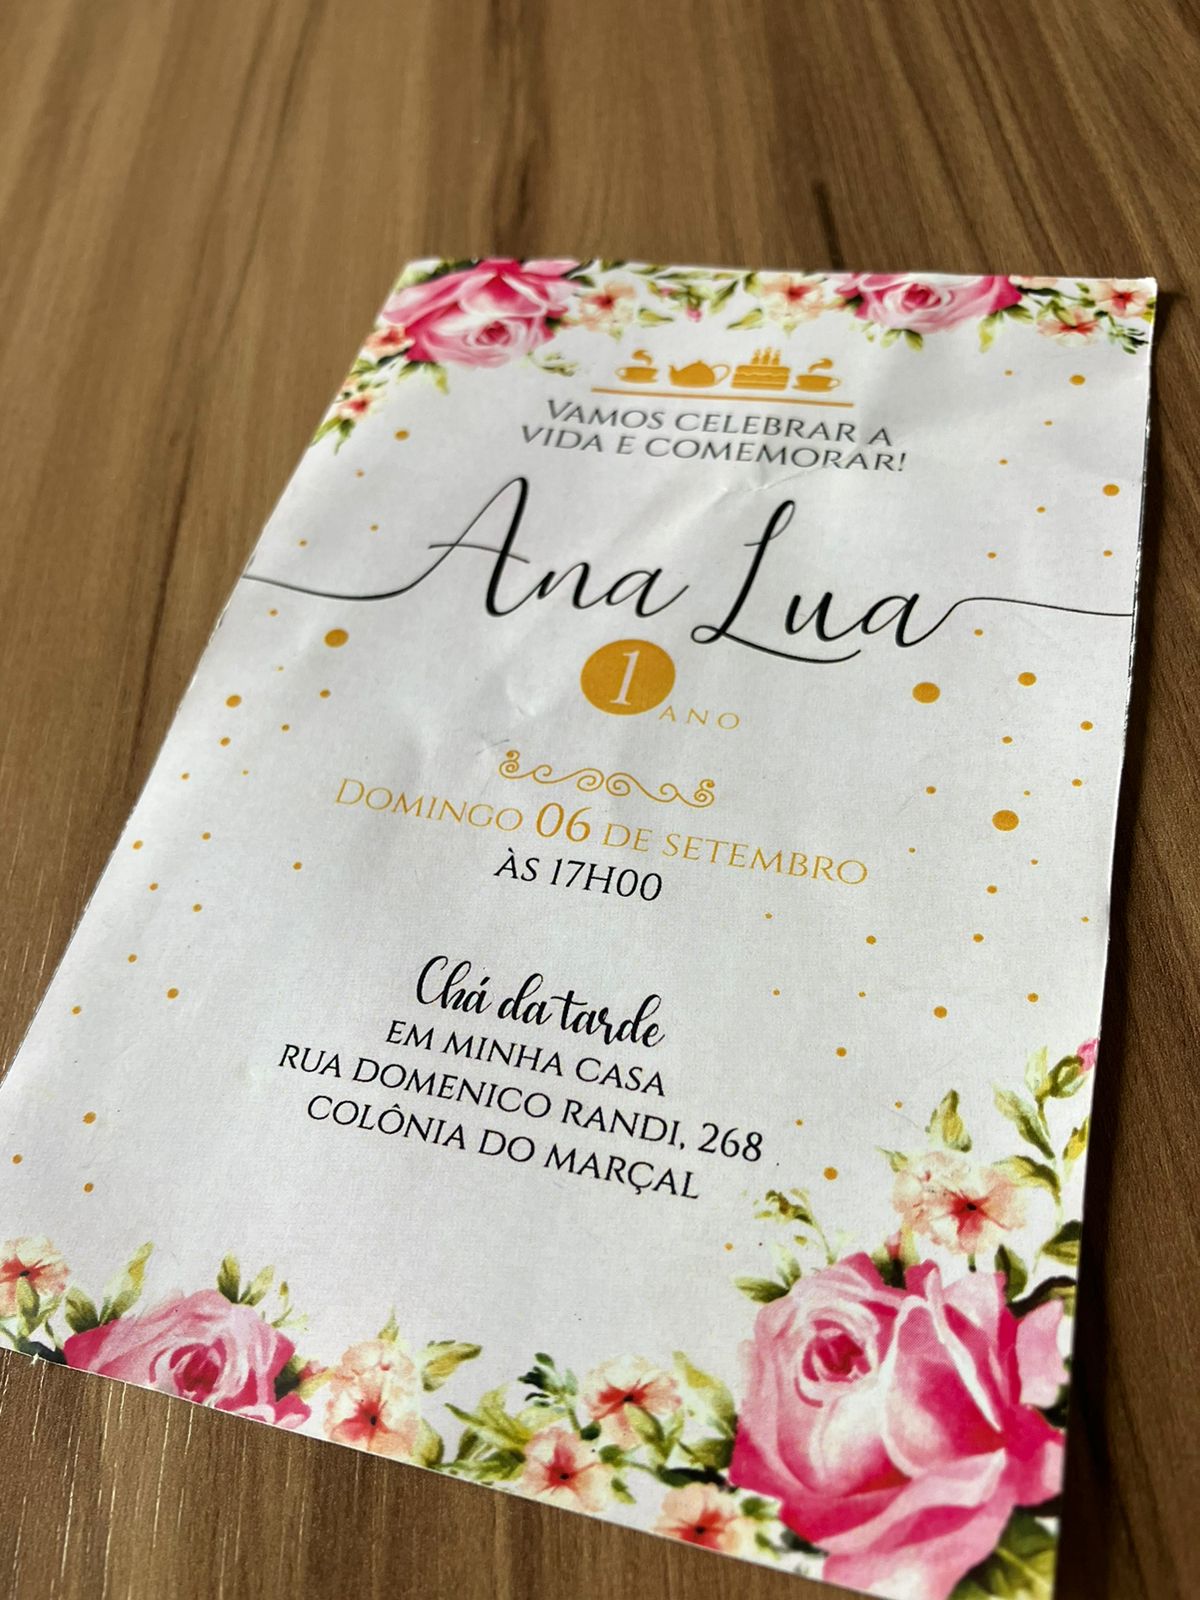 VAMOS CELEBRAR A
VIDA E COMEMORAR!
Ana Lua
1 ANO
DOMINGO 06 DE SETEMBRO
ÀS 17H00
Chá da tarde
EM MINHA CASA
RUA DOMENICO RANDI, 268
COLÔNIA DO MARÇAL